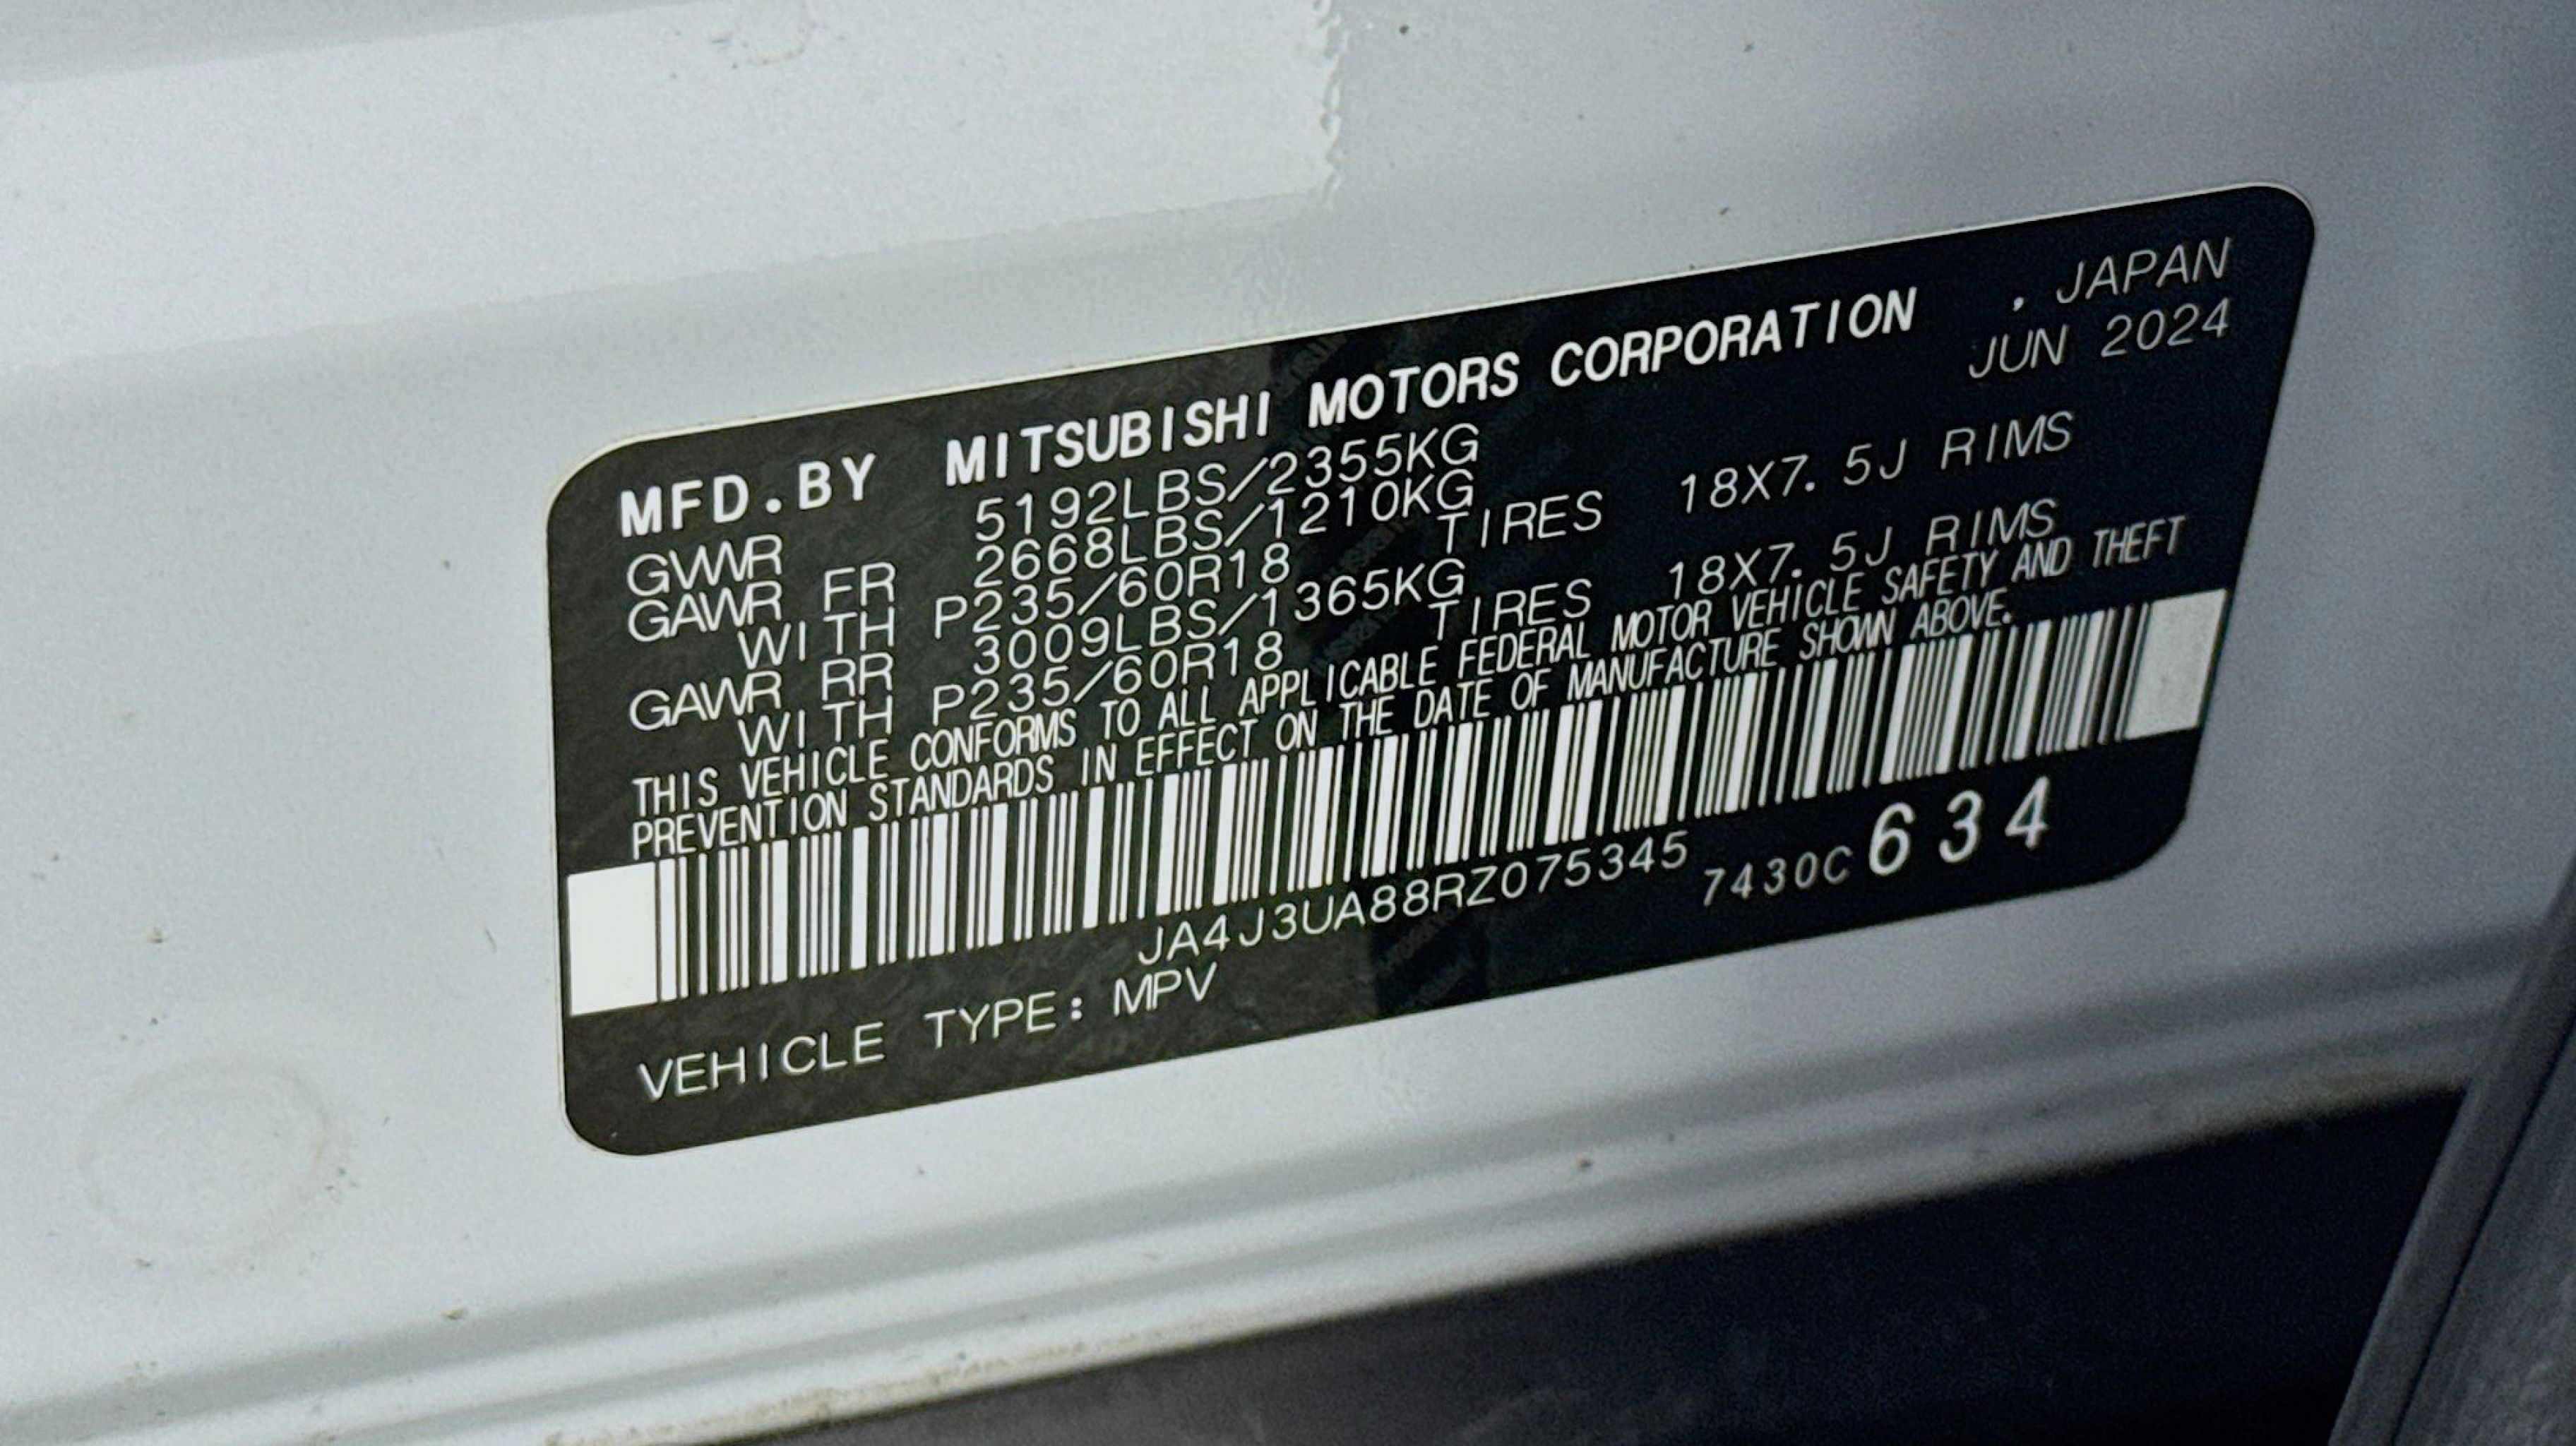 MFD.BY MITSUBISHI MOTORS CORPORATION , JAPAN
JUN 2024
GVWR 5192LBS/2355KG
GAWR FR 2668LBS/1210KG
WITH P235/60R18 TIRES 18X7.5J RIMS
GAWR RR 3009LBS/1365KG
WITH P235/60R18 TIRES 18X7.5J RIMS
THIS VEHICLE CONFORMS TO ALL APPLICABLE FEDERAL MOTOR VEHICLE SAFETY AND THEFT
PREVENTION STANDARDS IN EFFECT ON THE DATE OF MANUFACTURE SHOWN ABOVE.
JA4J3UA88RZ075345 7430C634
VEHICLE TYPE: MPV